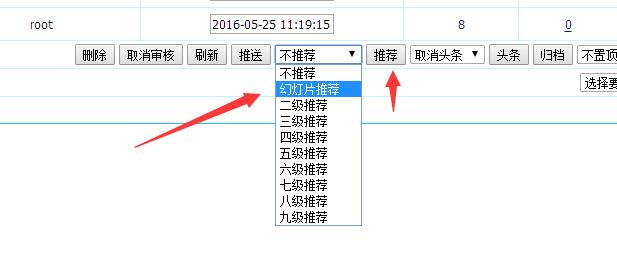 root 2016-05-25 11:19:15 8 0
删除 取消审核 刷新 推送 不推荐 推荐 取消头条 头条 归档 不置顶
不推荐
选择要
幻灯片推荐
二级推荐
三级推荐
四级推荐
五级推荐
六级推荐
七级推荐
八级推荐
九级推荐